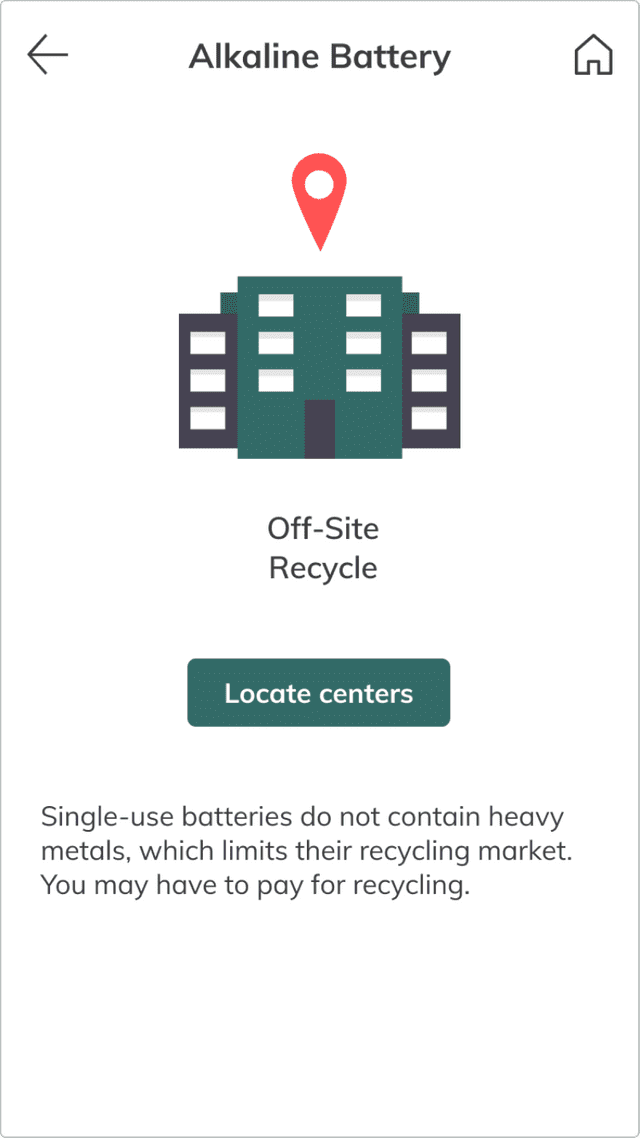 Alkaline Battery
Off-Site
Recycle
Locate centers
Single-use batteries do not contain heavy
metals, which limits their recycling market.
You may have to pay for recycling.